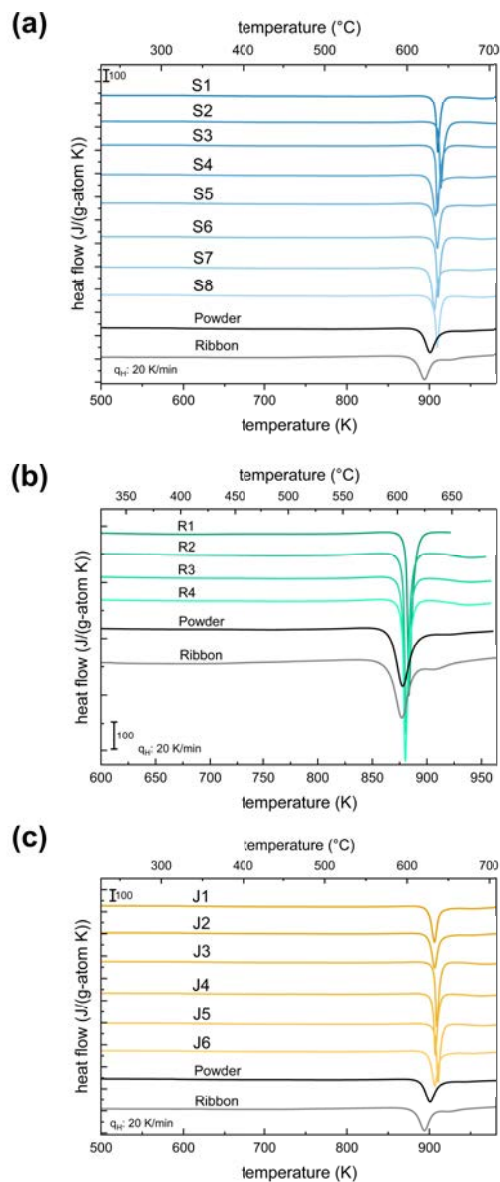 (a)
temperature (°C)
300 400 500 600 700
100
S1
S2
S3
S4
S5
S6
S7
S8
Powder
Ribbon
qH: 20 K/min
heat flow (J/(g-atom K))
500 600 700 800 900
temperature (K)
(b)
temperature (°C)
350 400 450 500 550 600 650
R1
R2
R3
R4
Powder
Ribbon
100
qH: 20 K/min
heat flow (J/(g-atom K))
600 650 700 750 800 850 900 950
temperature (K)
(c)
temperature (°C)
300 400 500 600 700
100
J1
J2
J3
J4
J5
J6
Powder
Ribbon
qH: 20 K/min
heat flow (J/(g-atom K))
500 600 700 800 900
temperature (K)